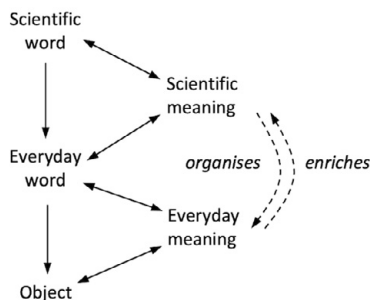 Scientific
word
Scientific
meaning
organises
enriches
Everyday
word
Everyday
meaning
Object